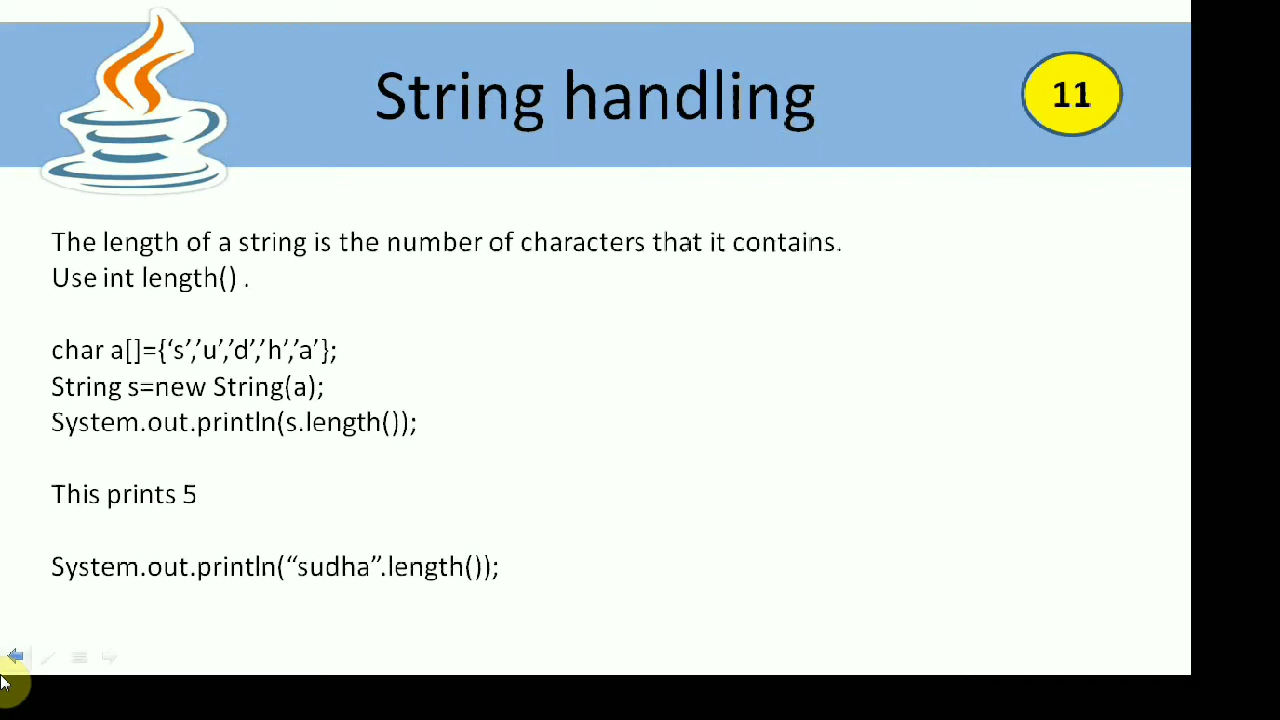 String handling
11
The length of a string is the number of characters that it contains.
Use int length() .
char a[]={‘s’,’u’,’d’,’h’,’a’};
String s=new String(a);
System.out.println(s.length());
This prints 5
System.out.println(“sudha”.length());